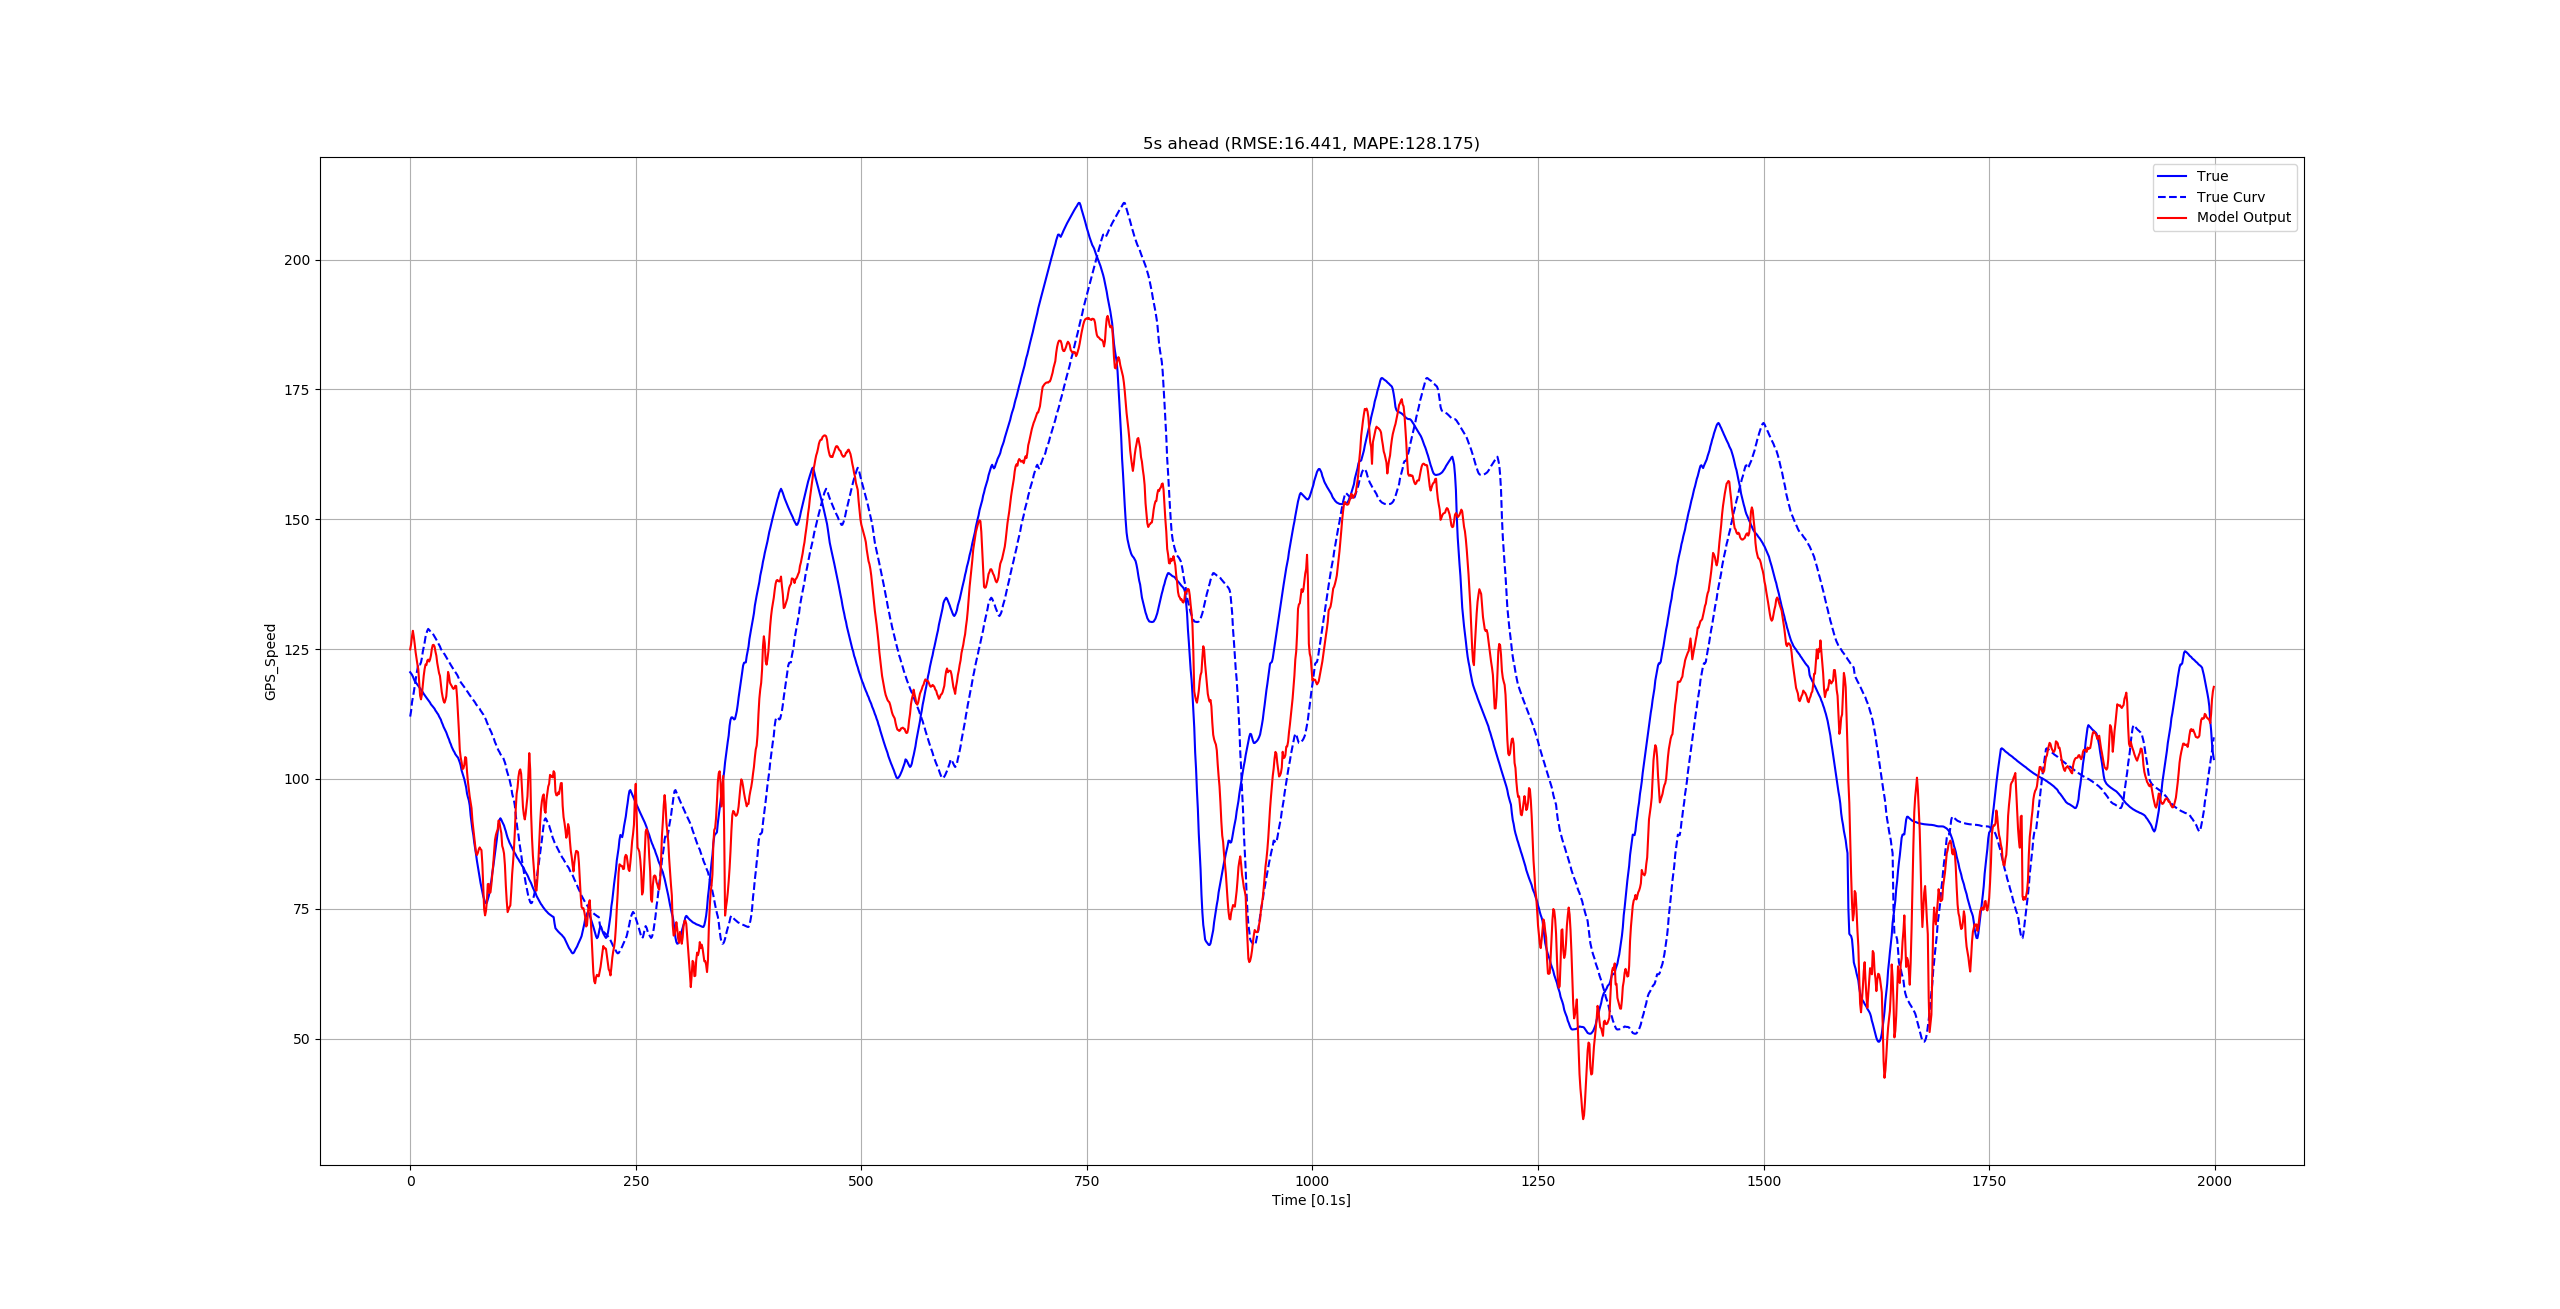 5s ahead (RMSE:16.441, MAPE:128.175)
True
True Curv
Model Output
200
175
150
125
100
75
50
GPS_Speed
0 250 500 750 1000 1250 1500 1750 2000
Time [0.1s]